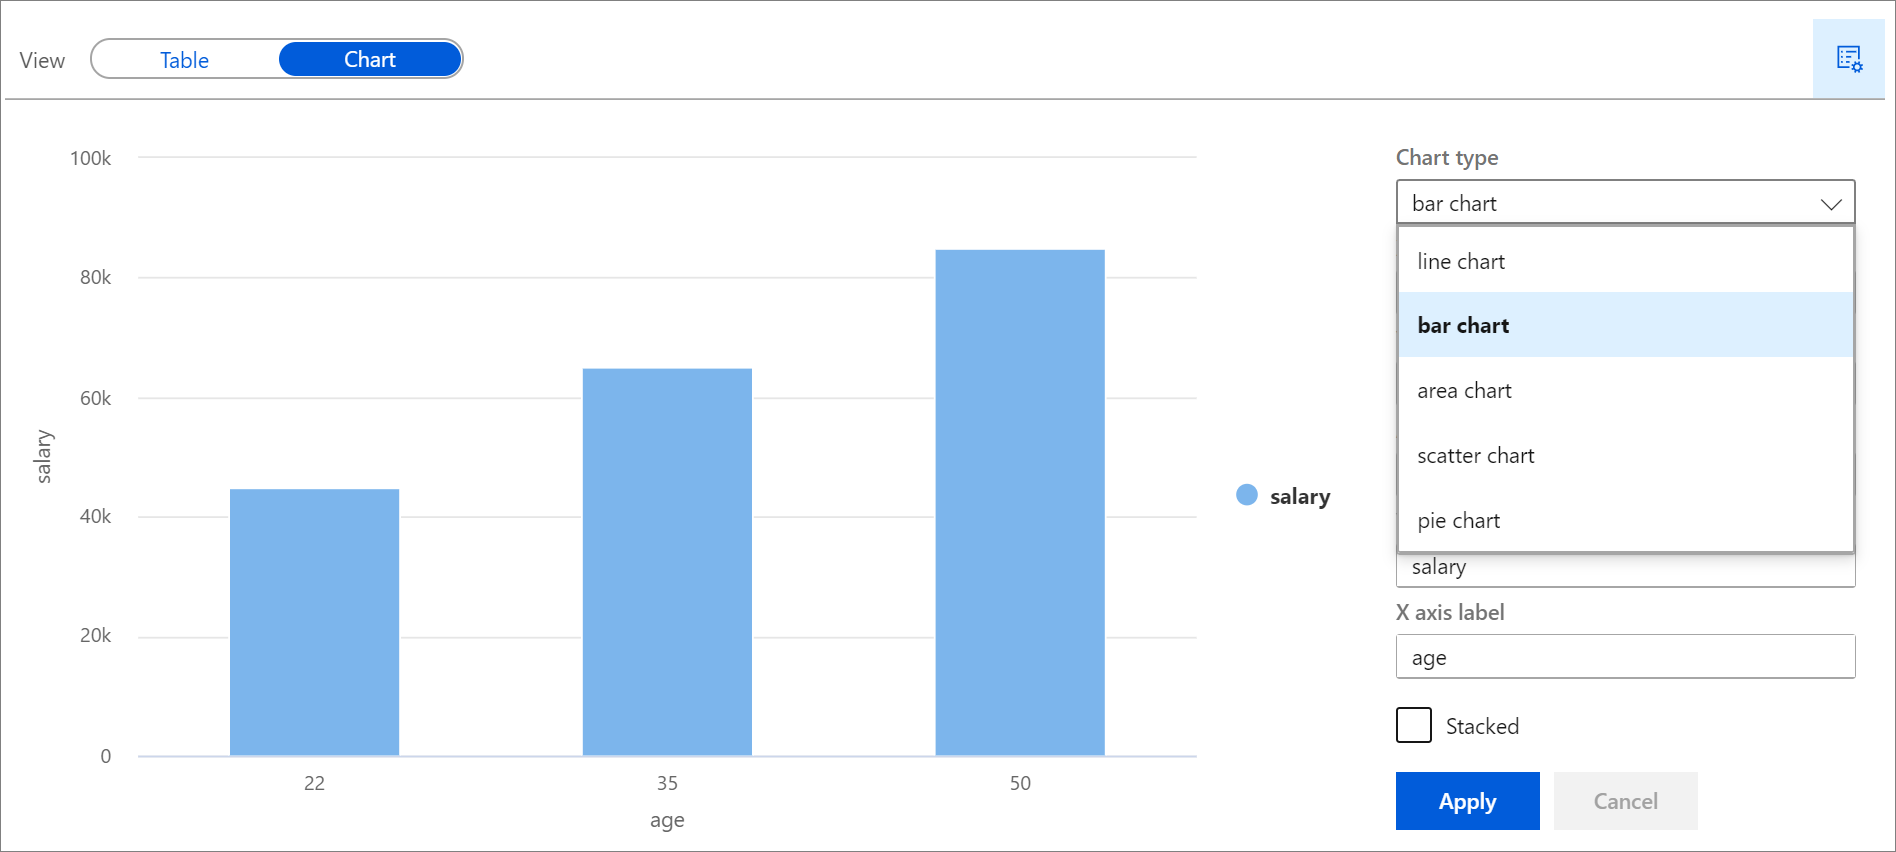 View
Table
Chart
100k
80k
60k
40k
20k
0
salary
22
35
50
age
salary
Chart type
bar chart
line chart
bar chart
area chart
scatter chart
pie chart
salary
X axis label
age
Stacked
Apply
Cancel